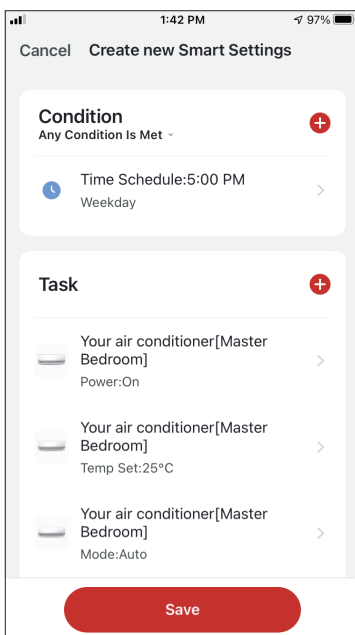 1:42 PM
97%
Cancel Create new Smart Settings
Condition
Any Condition Is Met
Time Schedule:5:00 PM
Weekday
Task
Your air conditioner[Master
Bedroom]
Power:On
Your air conditioner[Master
Bedroom]
Temp Set:25°C
Your air conditioner[Master
Bedroom]
Mode:Auto
Save